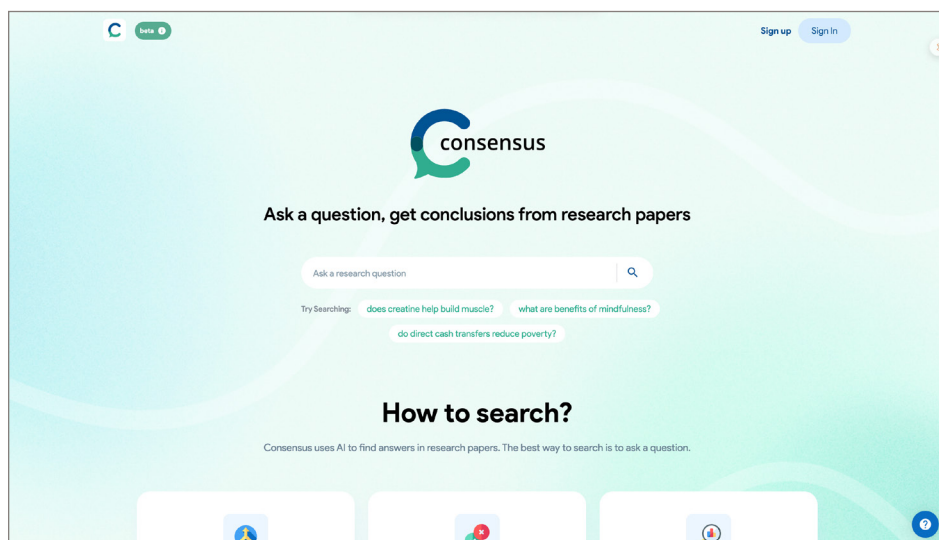 beta
Sign up
Sign In
consensus
Ask a question, get conclusions from research papers
Ask a research question
Try Searching: does creatine help build muscle? what are benefits of mindfulness?
do direct cash transfers reduce poverty?
How to search?
Consensus uses AI to find answers in research papers. The best way to search is to ask a question.